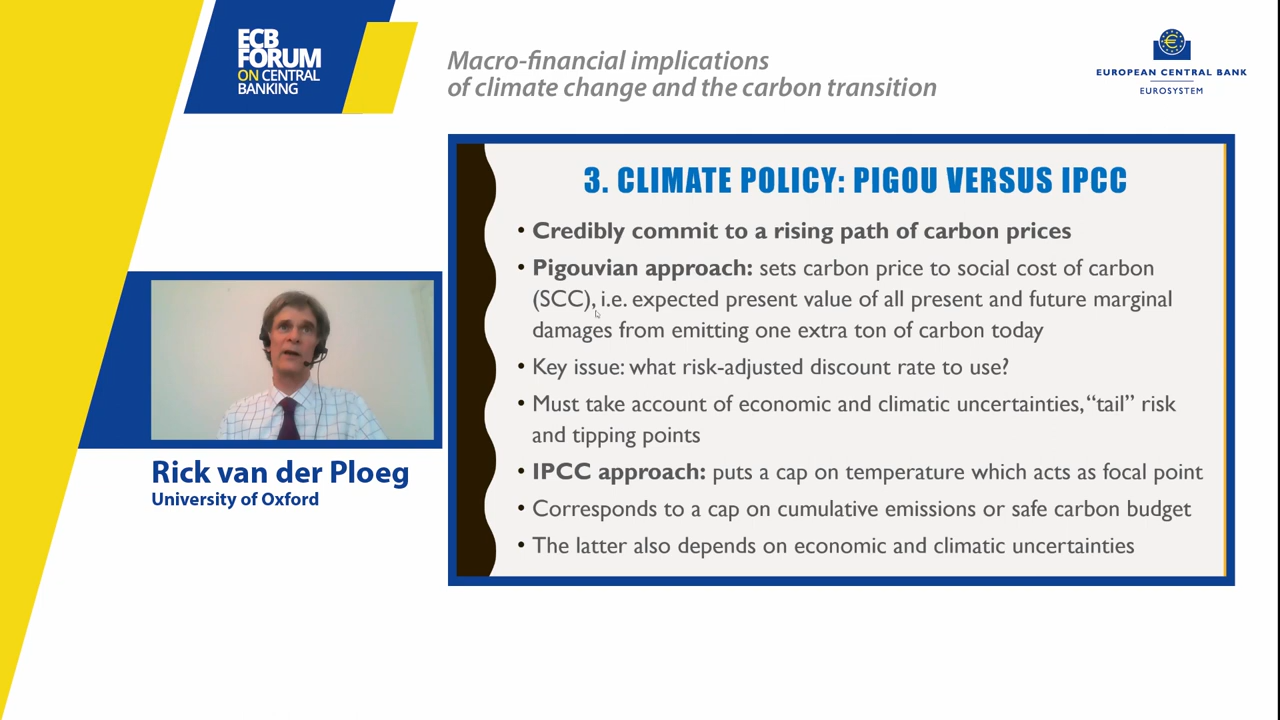 ECB
FORUM
ON CENTRAL
BANKING
Macro-financial implications
of climate change and the carbon transition
EUROPEAN CENTRAL BANK
EUROSYSTEM
3. CLIMATE POLICY: PIGOU VERSUS IPCC
• Credibly commit to a rising path of carbon prices
• Pigouvian approach: sets carbon price to social cost of carbon
(SCC), i.e. expected present value of all present and future marginal
damages from emitting one extra ton of carbon today
• Key issue: what risk-adjusted discount rate to use?
• Must take account of economic and climatic uncertainties, “tail” risk
and tipping points
• IPCC approach: puts a cap on temperature which acts as focal point
• Corresponds to a cap on cumulative emissions or safe carbon budget
• The latter also depends on economic and climatic uncertainties
Rick van der Ploeg
University of Oxford